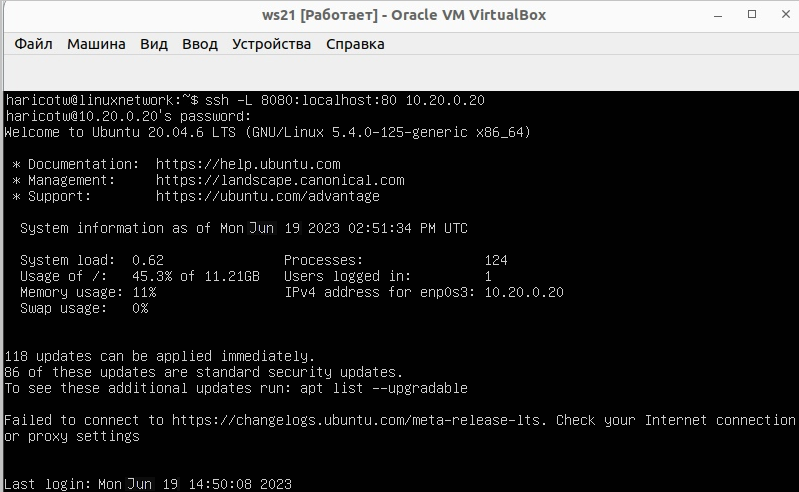 ws21 [Работает] - Oracle VM VirtualBox
Файл Машина Вид Ввод Устройства Справка
haricotw@linuxnetwork:~$ ssh -L 8080:localhost:80 10.20.0.20
haricotw@10.20.0.20's password:
Welcome to Ubuntu 20.04.6 LTS (GNU/Linux 5.4.0-125-generic x86_64)
* Documentation: https://help.ubuntu.com
* Management: https://landscape.canonical.com
* Support: https://ubuntu.com/advantage
System information as of Mon Jun 19 2023 02:51:34 PM UTC
System load: 0.62 Processes: 124
Usage of /: 45.3% of 11.21GB Users logged in: 1
Memory usage: 11% IPv4 address for enp0s3: 10.20.0.20
Swap usage: 0%
118 updates can be applied immediately.
86 of these updates are standard security updates.
To see these additional updates run: apt list --upgradable
Failed to connect to https://changelogs.ubuntu.com/meta-release-lts. Check your Internet connection
or proxy settings
Last login: Mon Jun 19 14:50:08 2023